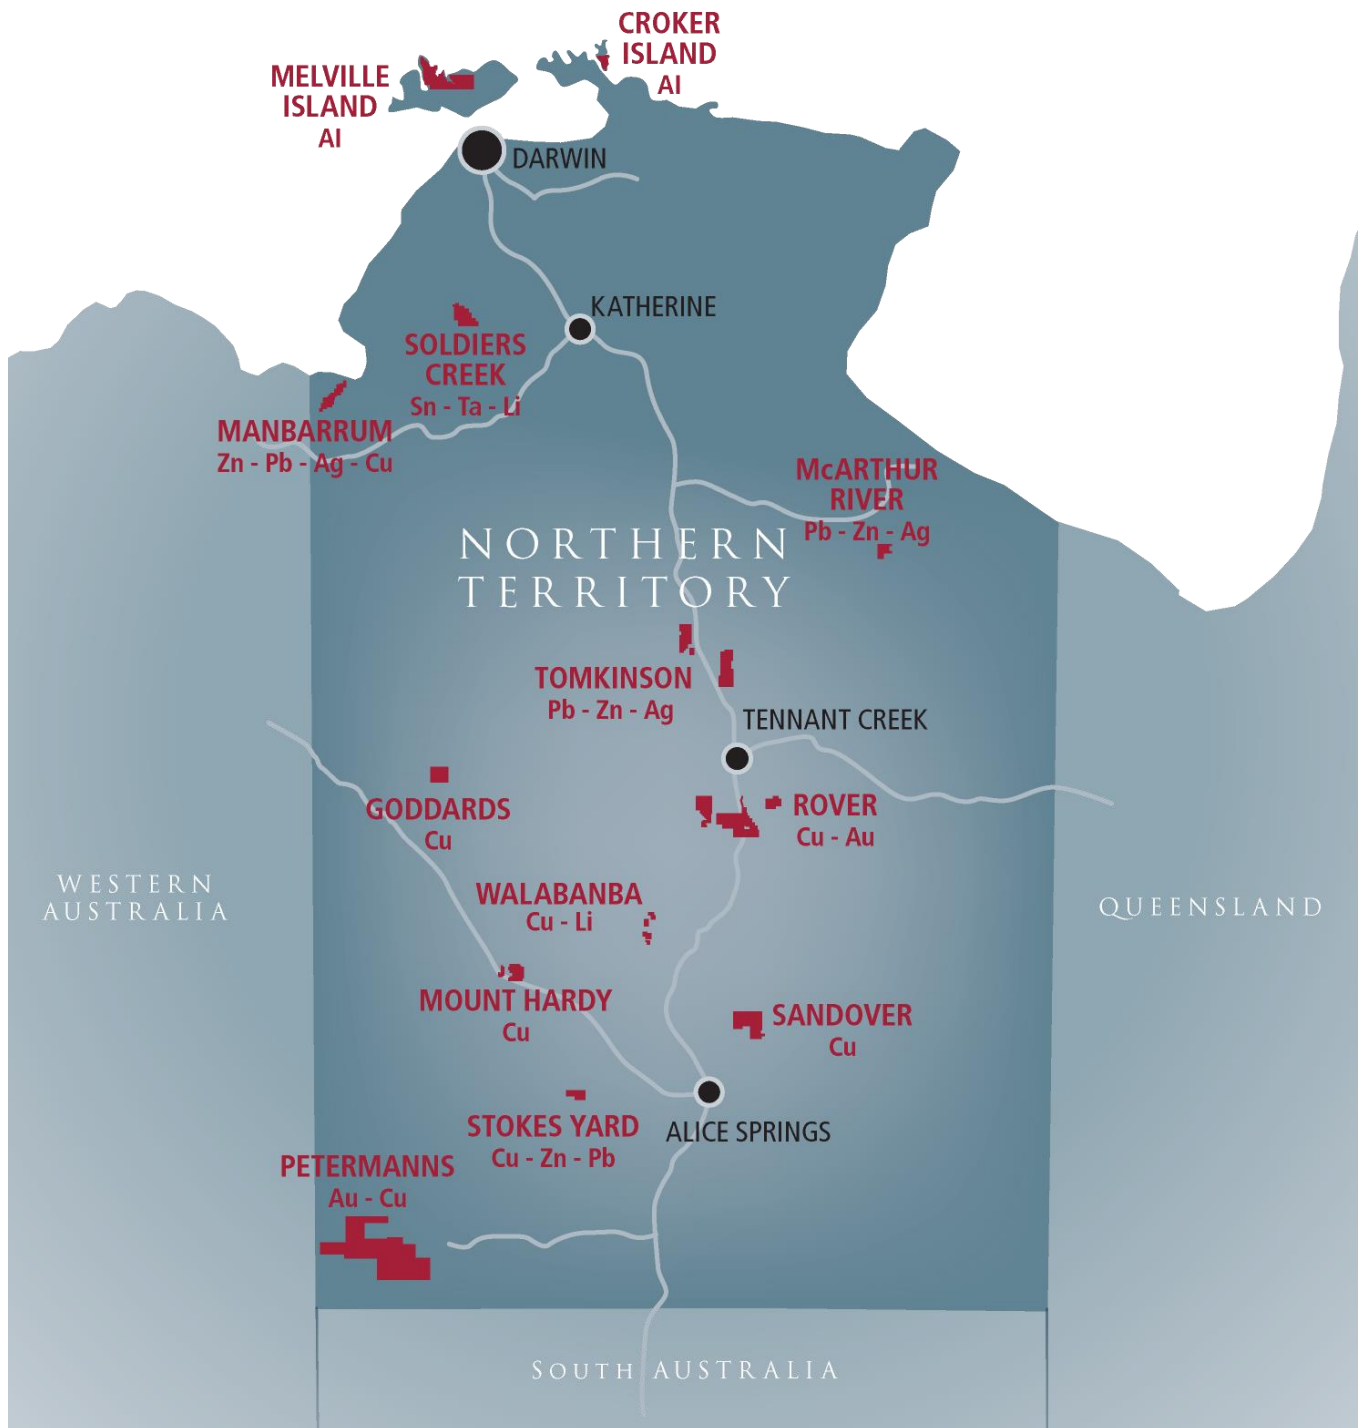 CROKER
ISLAND
Al
MELVILLE
ISLAND
Al
DARWIN
KATHERINE
SOLDIERS
CREEK
Sn - Ta - Li
MANBARRUM
Zn - Pb - Ag - Cu
McARTHUR
RIVER
Pb - Zn - Ag
NORTHERN
TERRITORY
TOMKINSON
Pb - Zn - Ag
TENNANT CREEK
GODDARDS
Cu
ROVER
Cu - Au
WESTERN
AUSTRALIA
WALABANBA
Cu - Li
QUEENSLAND
MOUNT HARDY
Cu
SANDOVER
Cu
STOKES YARD
Cu - Zn - Pb
ALICE SPRINGS
PETERMANNS
Au - Cu
SOUTH AUSTRALIA